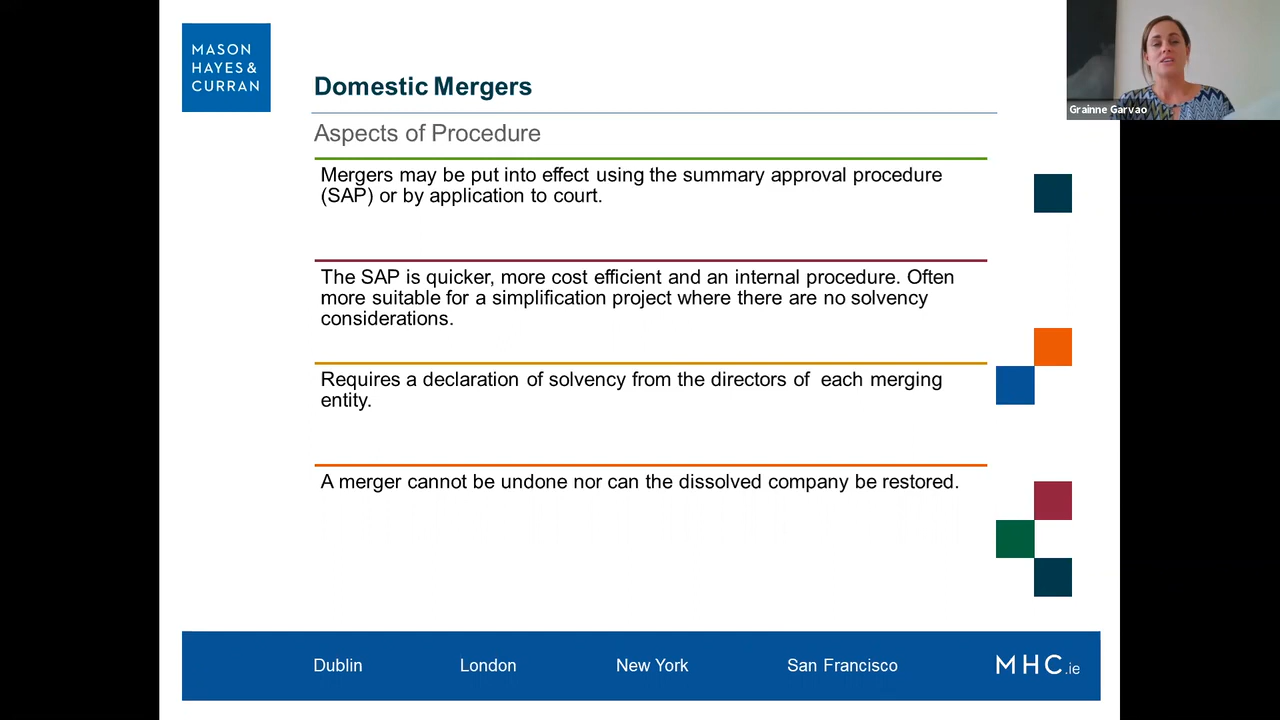 MASON
HAYES &
CURRAN
Domestic Mergers
Grainne Garvao
Aspects of Procedure
Mergers may be put into effect using the summary approval procedure
(SAP) or by application to court.
The SAP is quicker, more cost efficient and an internal procedure. Often
more suitable for a simplification project where there are no solvency
considerations.
Requires a declaration of solvency from the directors of  each merging
entity.
A merger cannot be undone nor can the dissolved company be restored.
Dublin London New York San Francisco MHC.ie